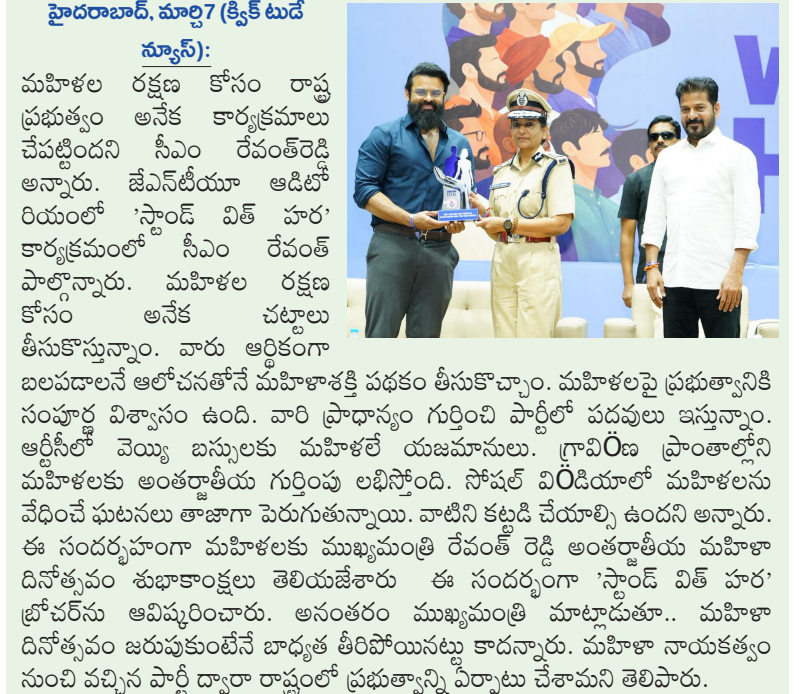 హైదరాబాద్, మార్చి7 (క్విక్ టుడే
న్యూస్):
మహిళల రక్షణ కోసం రాష్ట్ర
ప్రభుత్వం అనేక కార్యక్రమాలు
చేపట్టిందని సీఎం రేవంత్‌రెడ్డి
అన్నారు. జేఎన్‌టీయూ ఆడిటో
రియంలో 'స్టాండ్ విత్ హర'
కార్యక్రమంలో సీఎం రేవంత్
పాల్గొన్నారు. మహిళల రక్షణ
కోసం అనేక చట్టాలు
తీసుకొస్తున్నాం. వారు ఆర్థికంగా
బలపడాలనే ఆలోచనతోనే మహిళాశక్తి పథకం తీసుకొచ్చాం. మహిళలపై ప్రభుత్వానికి
సంపూర్ణ విశ్వాసం ఉంది. వారి ప్రాధాన్యం గుర్తించి పార్టీలో పదవులు ఇస్తున్నాం.
ఆర్టీసీలో వెయ్యి బస్సులకు మహిళలే యజమానులు. గ్రావిÖణ ప్రాంతాల్లోని
మహిళలకు అంతర్జాతీయ గుర్తింపు లభిస్తోంది. సోషల్ విÖడియాలో మహిళలను
వేధించే ఘటనలు తాజాగా పెరుగుతున్నాయి. వాటిని కట్టడి చేయాల్సి ఉందని అన్నారు.
ఈ సందర్భహంగా మహిళలకు ముఖ్యమంత్రి రేవంత్ రెడ్డి అంతర్జాతీయ మహిళా
దినోత్సవం శుభాకాంక్షలు తెలియజేశారు ఈ సందర్భంగా 'స్టాండ్ విత్ హర'
బ్రోచర్‌ను ఆవిష్కరించారు. అనంతరం ముఖ్యమంత్రి మాట్లాడుతూ.. మహిళా
దినోత్సవం జరుపుకుంటేనే బాధ్యత తీరిపోయినట్టు కాదన్నారు. మహిళా నాయకత్వం
నుంచి వచ్చిన పార్టీ ద్వారా రాష్ట్రంలో ప్రభుత్వాన్ని ఏర్పాటు చేశామని తెలిపారు.